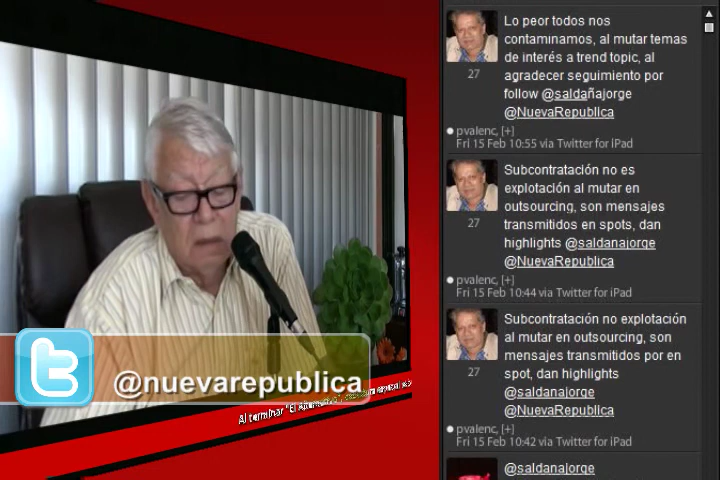 Lo peor todos nos
contaminamos, al mutar temas
de interés a trend topic, al
agradecer seguimiento por
follow @saldañajorge
@NuevaRepublica
27
pvalenc, [+]
Fri 15 Feb 10:55 via Twitter for iPad
Subcontratación no es
explotación al mutar en
outsourcing, son mensajes
transmitidos en spots, dan
highlights @saldanajorge
@NuevaRepublica
27
pvalenc, [+]
Fri 15 Feb 10:44 via Twitter for iPad
Subcontratación no explotación
al mutar en outsourcing, son
mensajes transmitidos por en
spot, dan highlights
@saldanajorge
@NuevaRepublica
27
pvalenc, [+]
Fri 15 Feb 10:42 via Twitter for iPad
@saldanajorge
@nuevarepublica
Al terminar "El